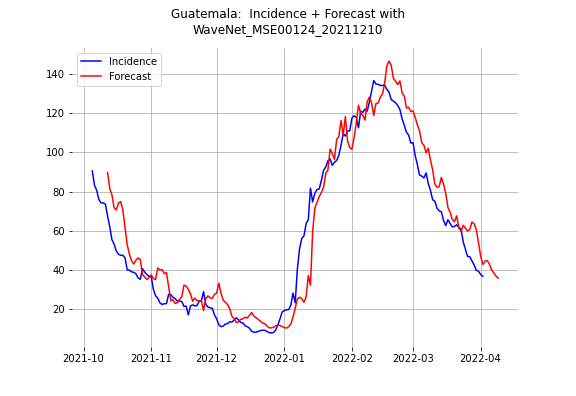 Guatemala:  Incidence + Forecast with
WaveNet_MSE00124_20211210
Incidence
Forecast
140
120
100
80
60
40
20
2021-10 2021-11 2021-12 2022-01 2022-02 2022-03 2022-04